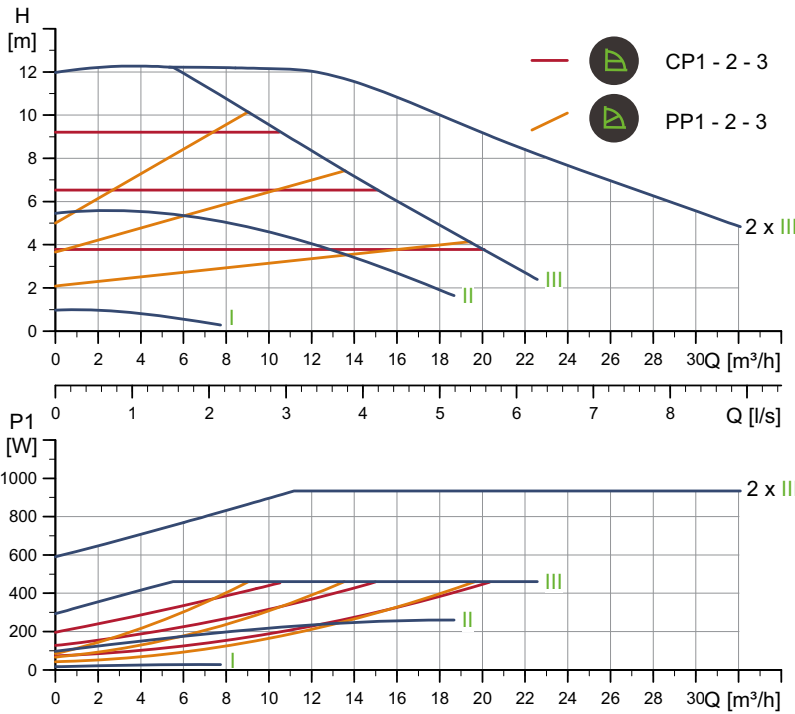 H
[m]
12
10
8
6
4
2
0
CP1 - 2 - 3
PP1 - 2 - 3
2 x III
III
II
I
0 2 4 6 8 10 12 14 16 18 20 22 24 26 28 30 Q [m³/h]
0 1 2 3 4 5 6 7 8 Q [l/s]
P1
[W]
1000
800
600
400
200
0
2 x III
III
II
I
0 2 4 6 8 10 12 14 16 18 20 22 24 26 28 30 Q [m³/h]